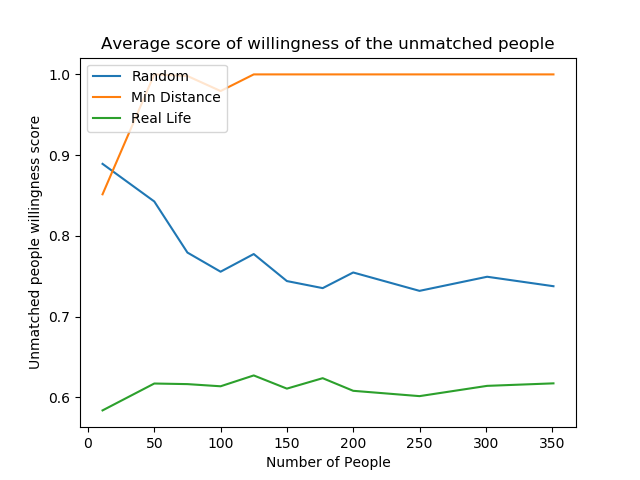 Average score of willingness of the unmatched people
Random
Min Distance
Real Life
1.0
0.9
0.8
0.7
0.6
Unmatched people willingness score
0 50 100 150 200 250 300 350
Number of People